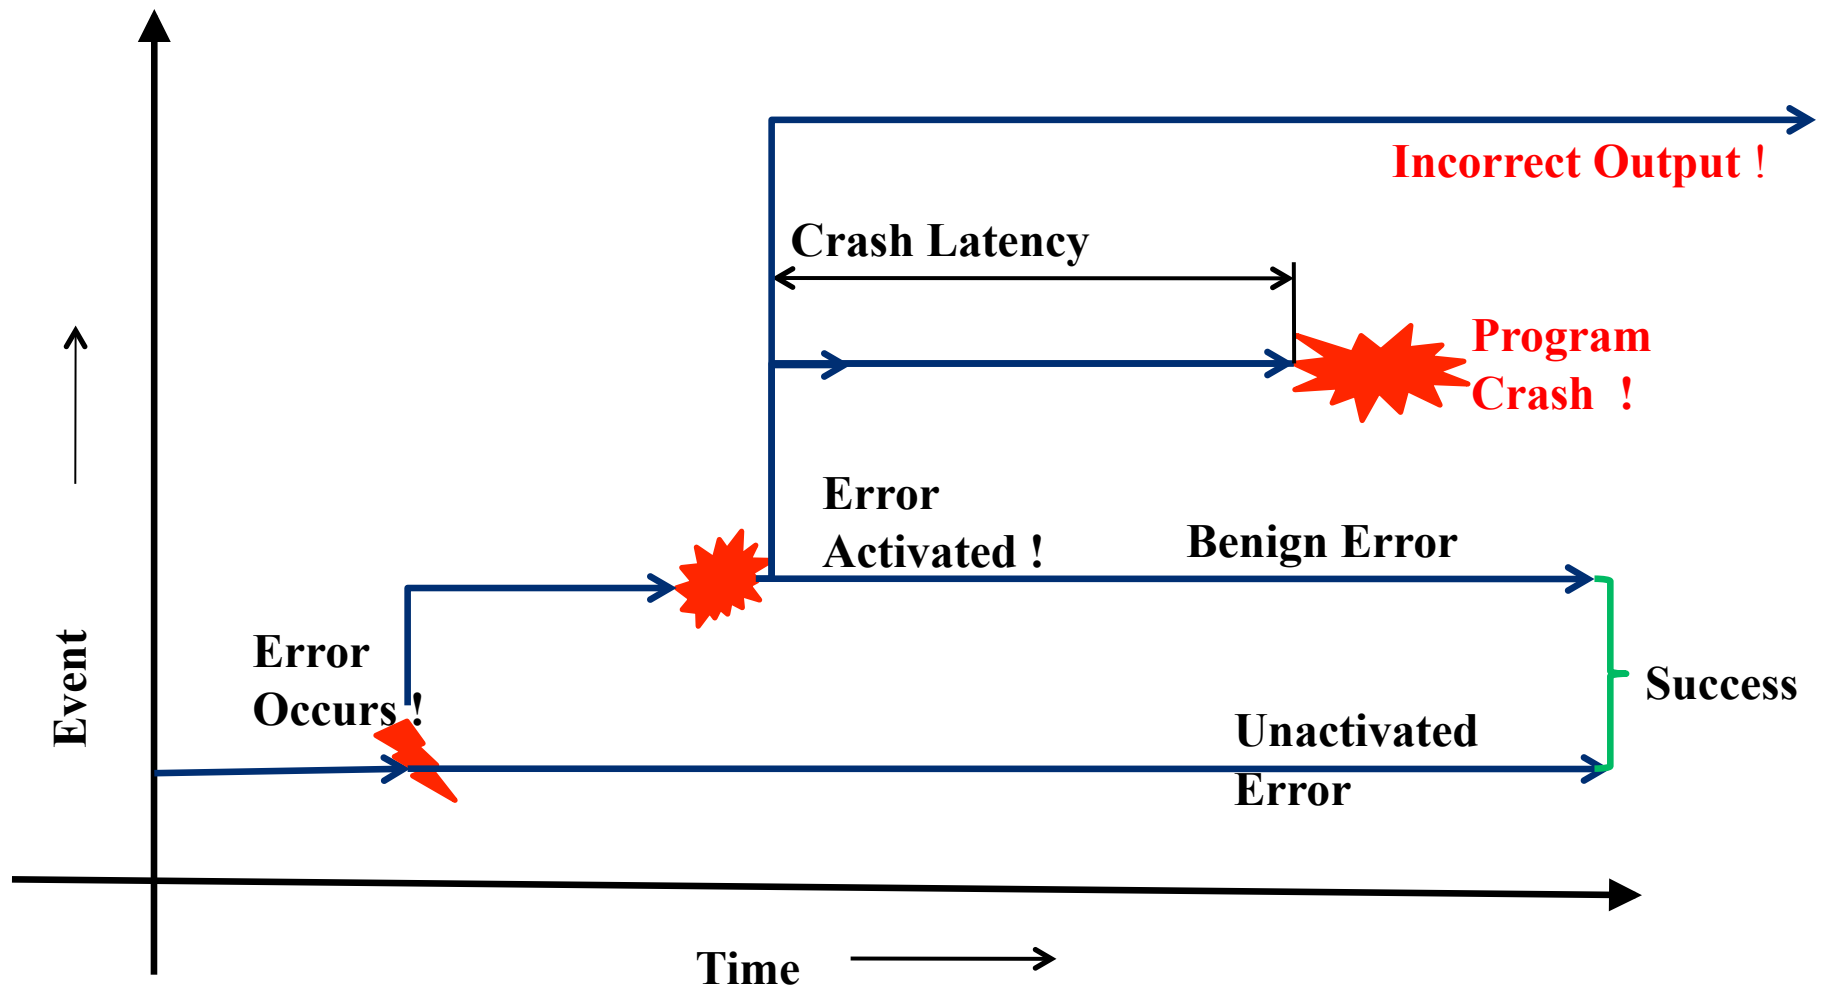 Incorrect Output !
Crash Latency
Program
Crash !
Error
Activated !
Benign Error
Error
Occurs !
Event
Success
Unactivated
Error
Time